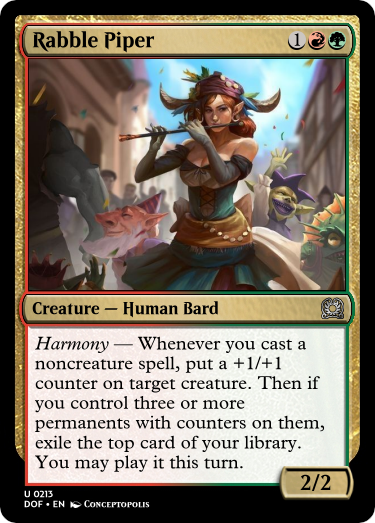 Rabble Piper 1
Creature — Human Bard
Harmony — Whenever you cast a
noncreature spell, put a +1/+1
counter on target creature. Then if
you control three or more
permanents with counters on them,
exile the top card of your library.
You may play it this turn.
2/2
U 0213
DOF • EN Conceptopolis